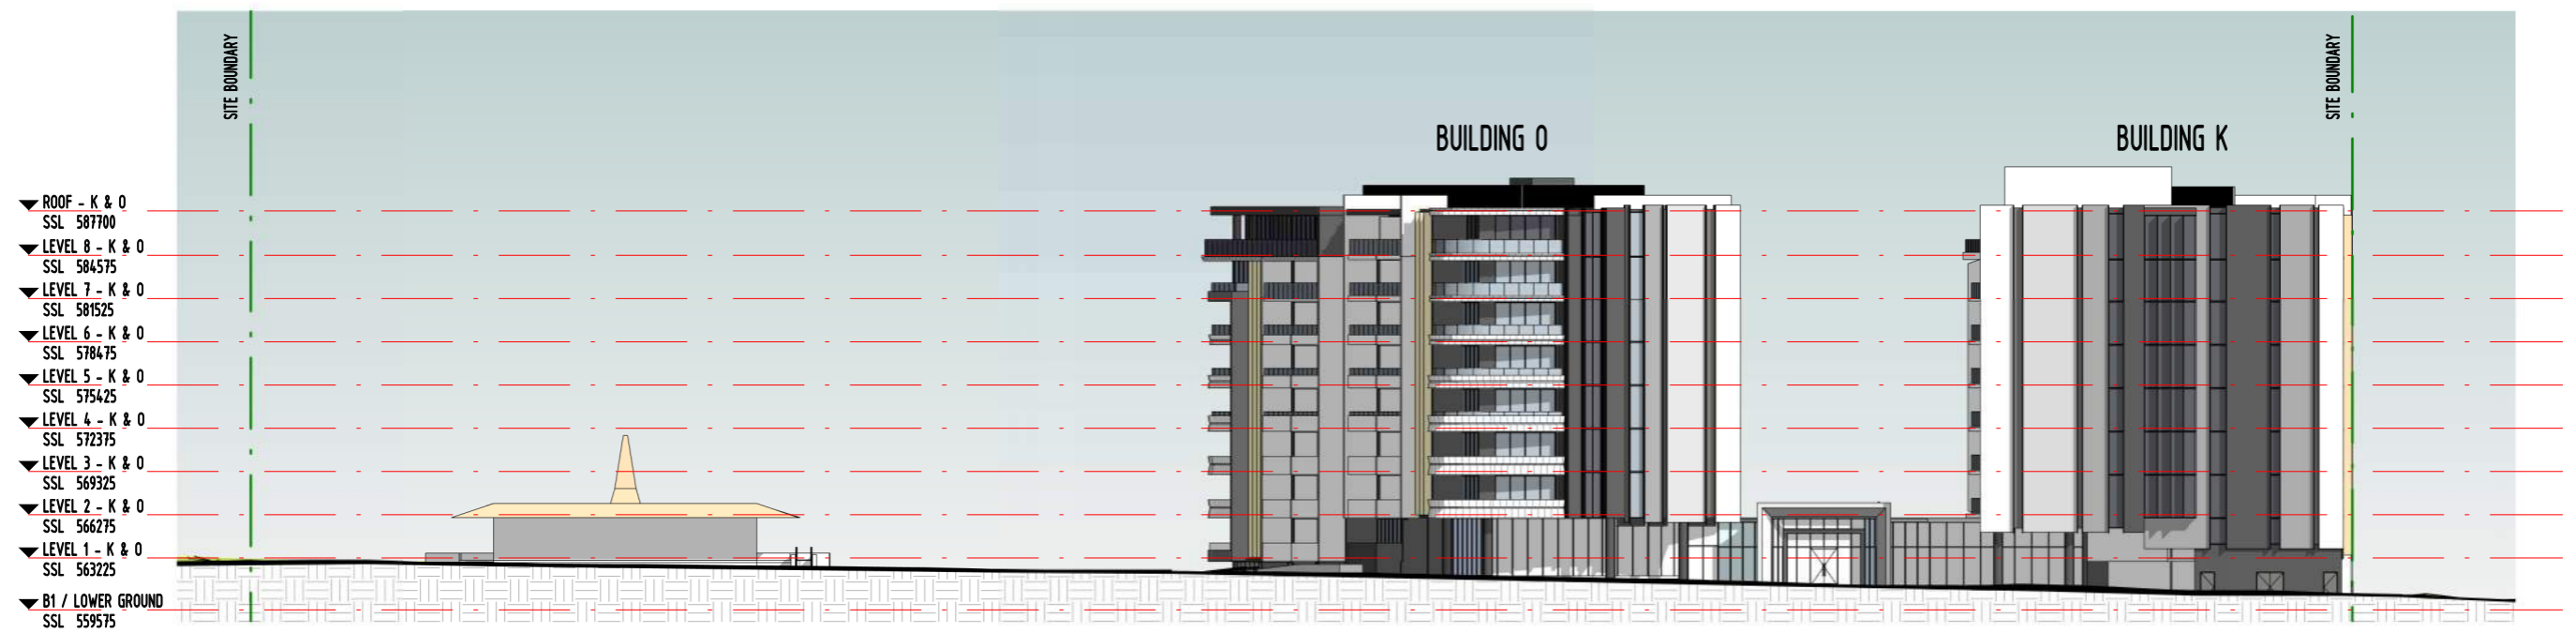 SITE BOUNDARY
SITE BOUNDARY
BUILDING O
BUILDING K
ROOF - K & O
SSL 587700
LEVEL 8 - K & O
SSL 584575
LEVEL 7 - K & O
SSL 581525
LEVEL 6 - K & O
SSL 578475
LEVEL 5 - K & O
SSL 575425
LEVEL 4 - K & O
SSL 572375
LEVEL 3 - K & O
SSL 569325
LEVEL 2 - K & O
SSL 566275
LEVEL 1 - K & O
SSL 563225
B1 / LOWER GROUND
SSL 559575